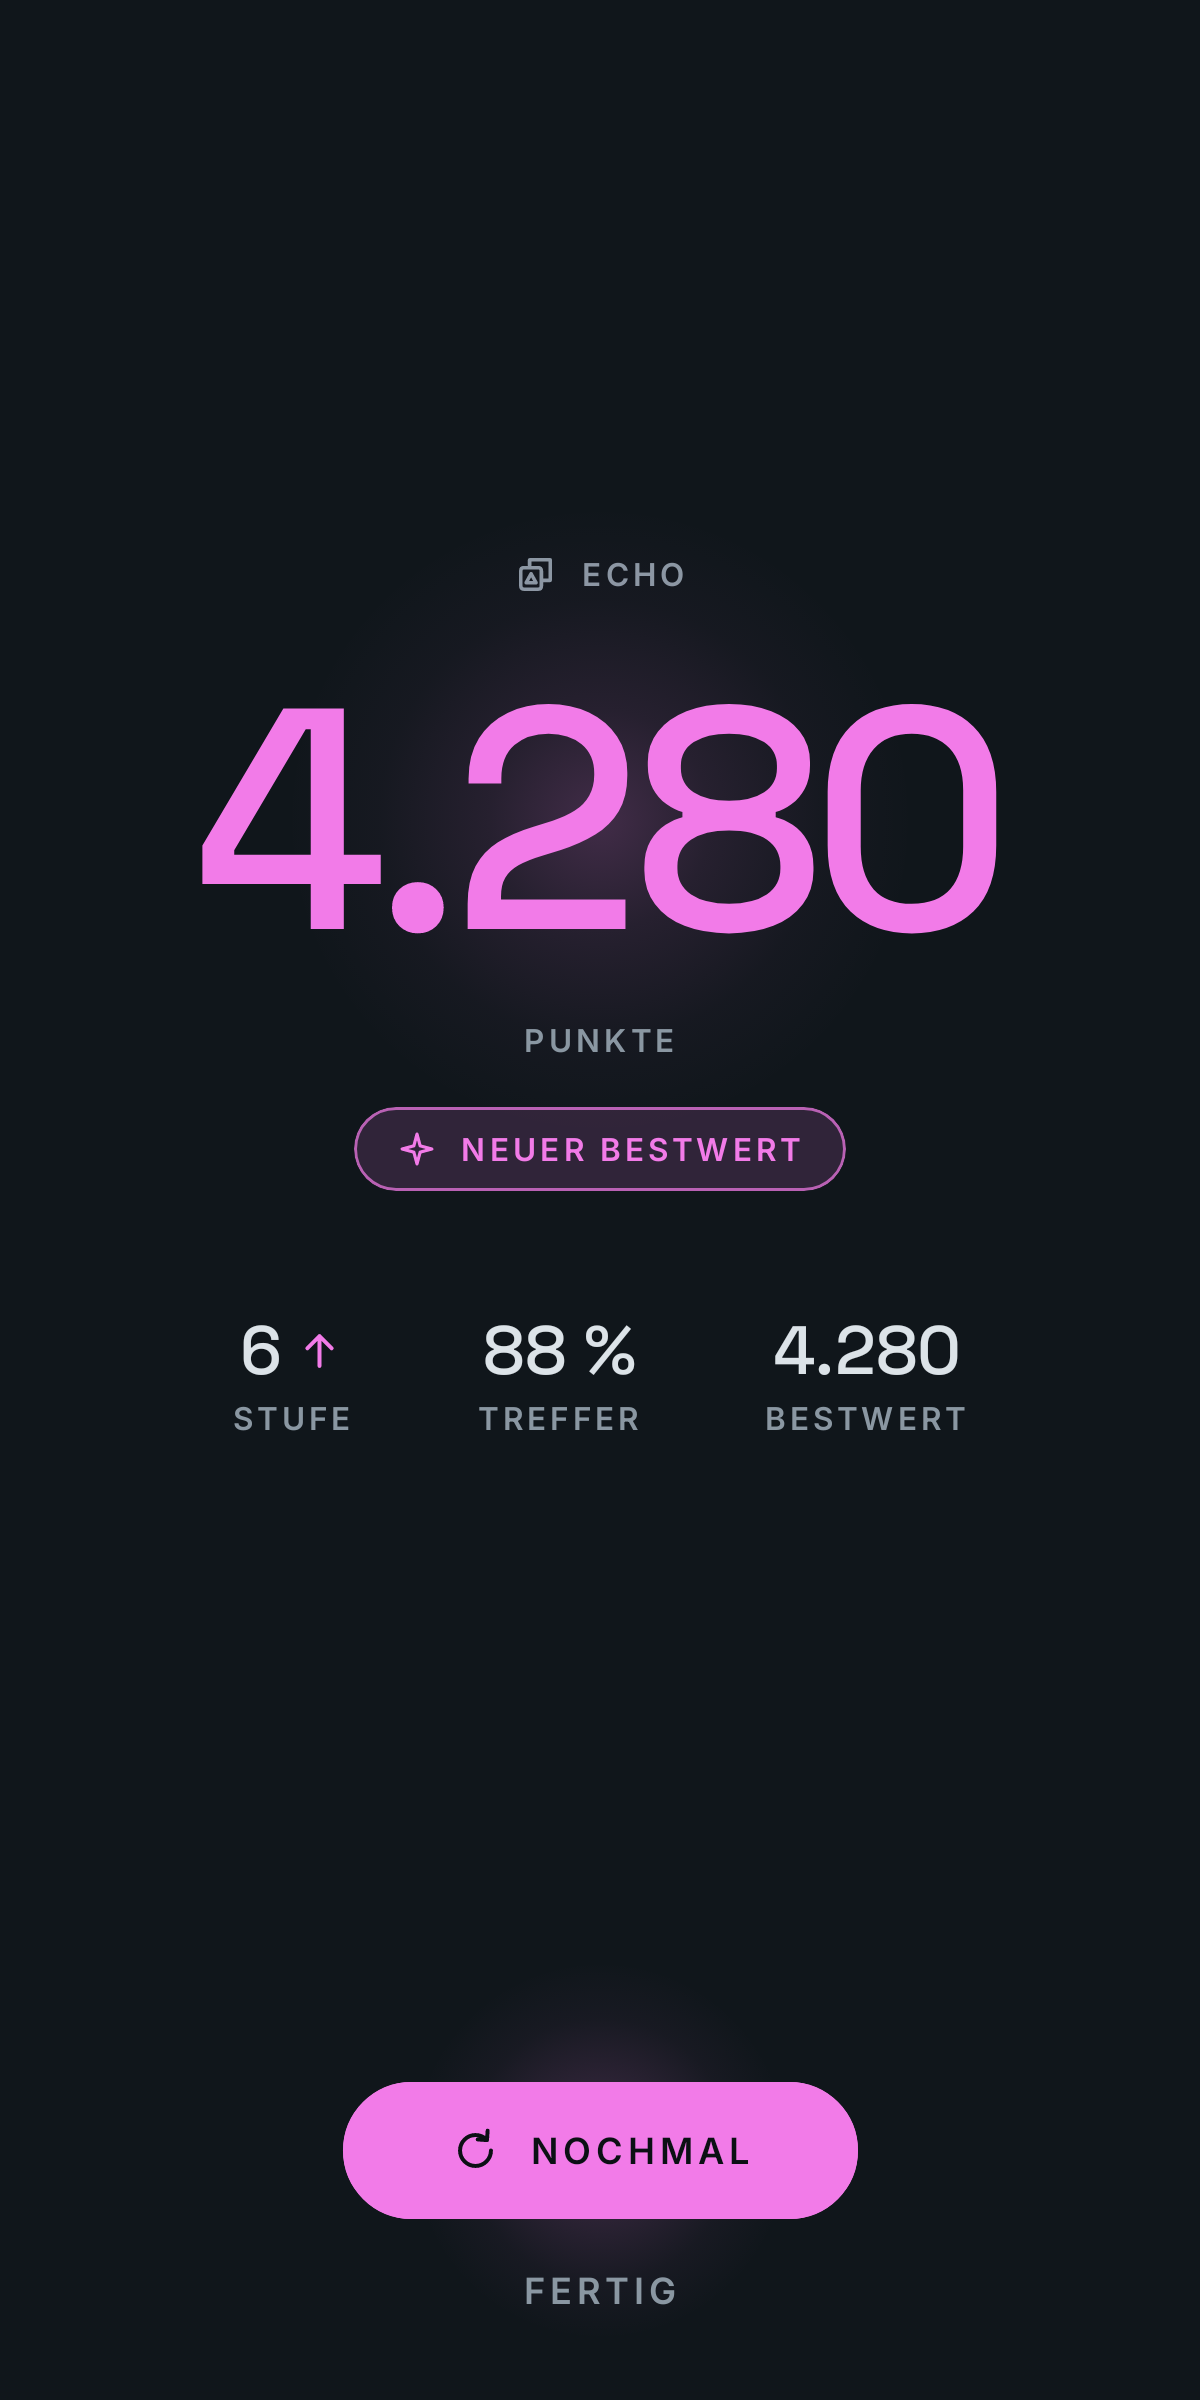 ECHO
4.280
PUNKTE
NEUER BESTWERT
6 ↑ 88 % 4.280
STUFE TREFFER BESTWERT
NOCHMAL
FERTIG